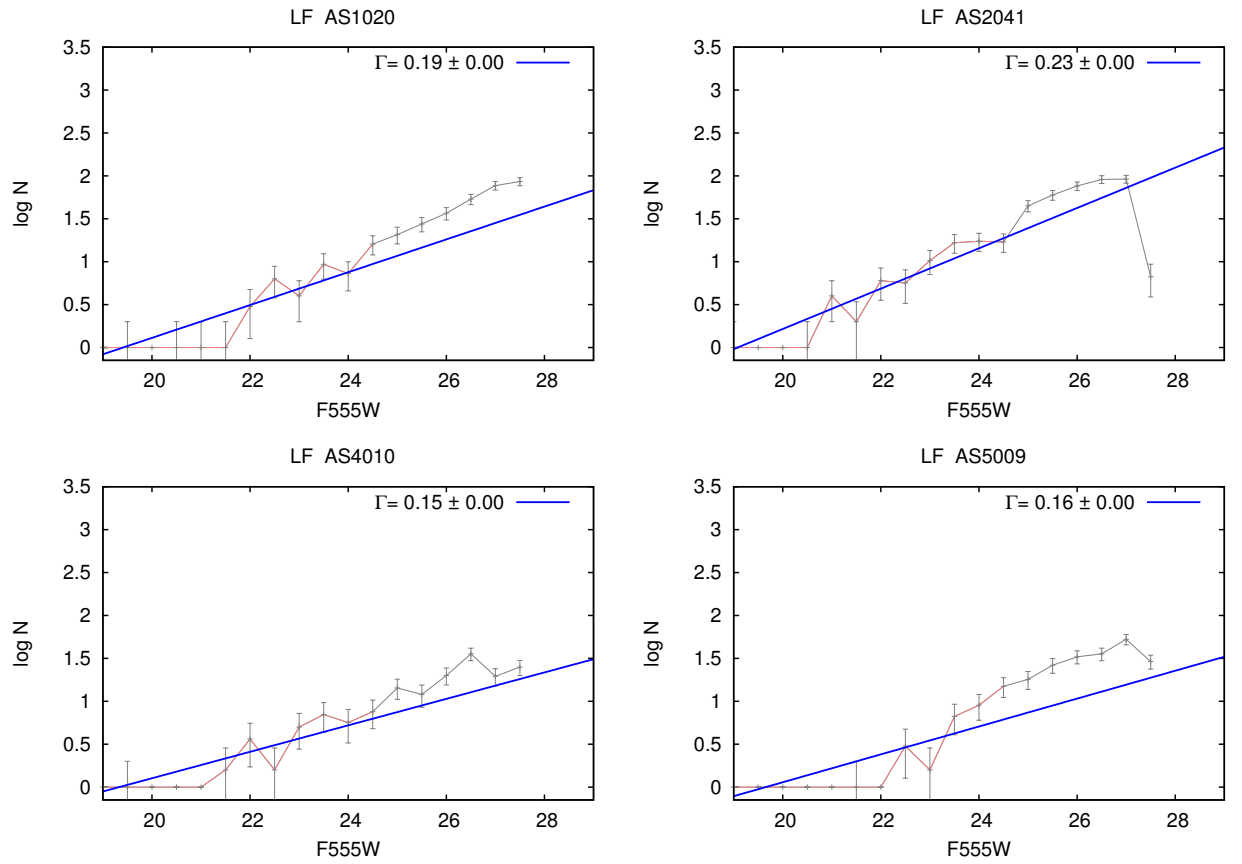 LF AS1020
Γ= 0.19 ± 0.00
log N
3.5
3
2.5
2
1.5
1
0.5
0
20 22 24 26 28
F555W
LF AS2041
Γ= 0.23 ± 0.00
log N
3.5
3
2.5
2
1.5
1
0.5
0
20 22 24 26 28
F555W
LF AS4010
Γ= 0.15 ± 0.00
log N
3.5
3
2.5
2
1.5
1
0.5
0
20 22 24 26 28
F555W
LF AS5009
Γ= 0.16 ± 0.00
log N
3.5
3
2.5
2
1.5
1
0.5
0
20 22 24 26 28
F555W